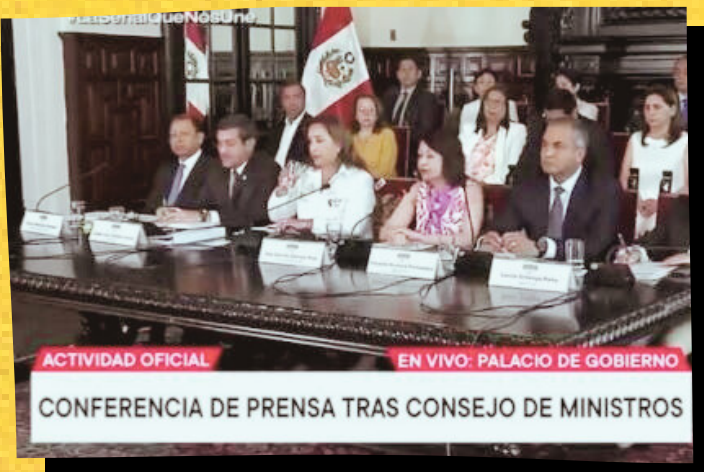 #LaSeñalQueNosUne
ACTIVIDAD OFICIAL
EN VIVO: PALACIO DE GOBIERNO
CONFERENCIA DE PRENSA TRAS CONSEJO DE MINISTROS